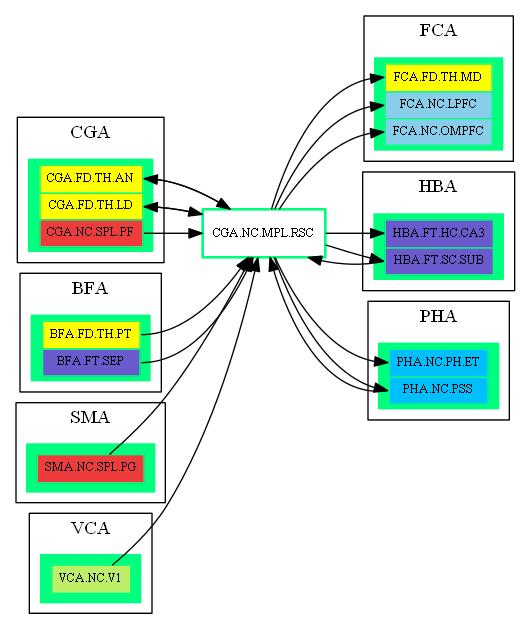 CGA
CGA.FD.TH.AN
CGA.FD.TH.LD
CGA.NC.SPL.PF
BFA
BFA.FD.TH.PT
BFA.FT.SEP
SMA
SMA.NC.SPL.PG
VCA
VCA.NC.V1
CGA.NC.MPL.RSC
FCA
FCA.FD.TH.MD
FCA.NC.LPFC
FCA.NC.OMPFC
HBA
HBA.FT.HC.CA3
HBA.FT.SC.SUB
PHA
PHA.NC.PH.ET
PHA.NC.PSS